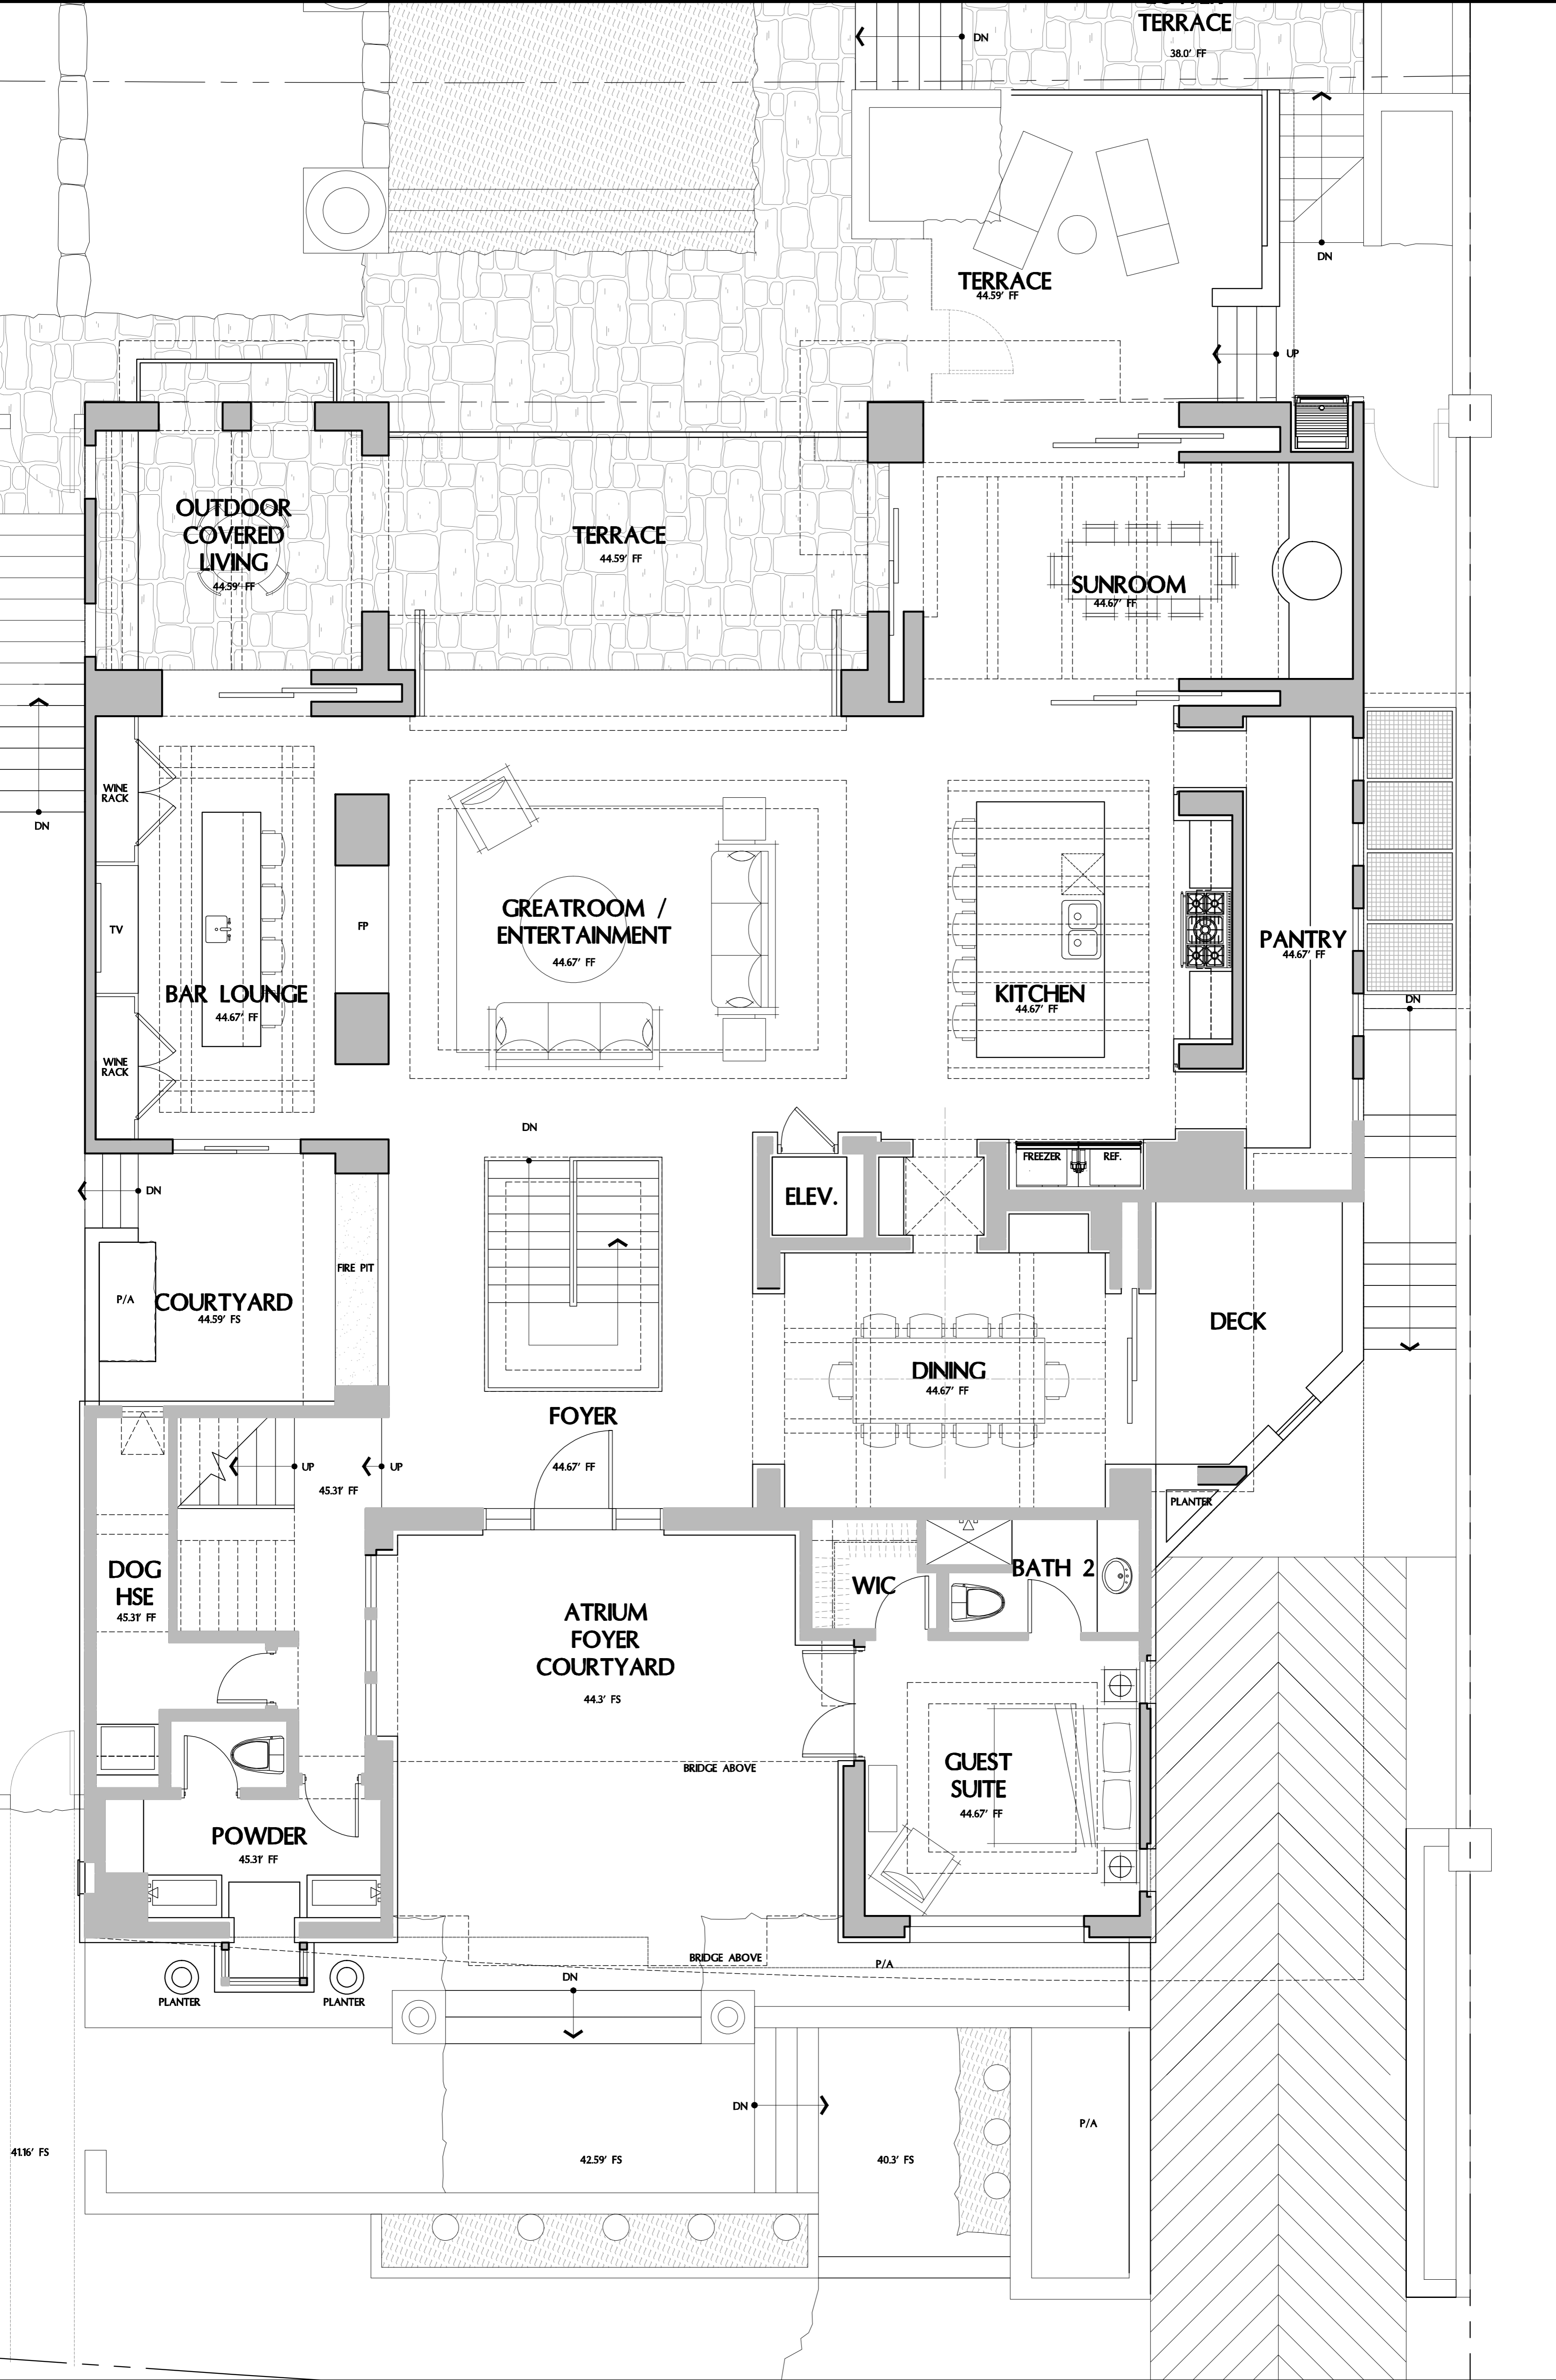 TERRACE
38.0' FF
DN
DN
TERRACE
44.59' FF
UP
OUTDOOR
COVERED
LIVING
44.59' FF
TERRACE
44.59' FF
SUNROOM
44.67' FF
DN
WINE
RACK
TV
WINE
RACK
BAR LOUNGE
44.67' FF
FP
GREATROOM /
ENTERTAINMENT
44.67' FF
KITCHEN
44.67' FF
PANTRY
44.67' FF
DN
DN
FREEZER
REF.
ELEV.
DN
FIRE PIT
P/A
COURTYARD
44.59' FS
DECK
DINING
44.67' FF
FOYER
44.67' FF
UP
UP
45.31' FF
PLANTER
DOG
HSE
45.31' FF
WIC
BATH 2
ATRIUM
FOYER
COURTYARD
44.3' FS
BRIDGE ABOVE
GUEST
SUITE
44.67' FF
POWDER
45.31' FF
BRIDGE ABOVE
P/A
PLANTER
PLANTER
DN
DN
P/A
41.16' FS
42.59' FS
40.3' FS